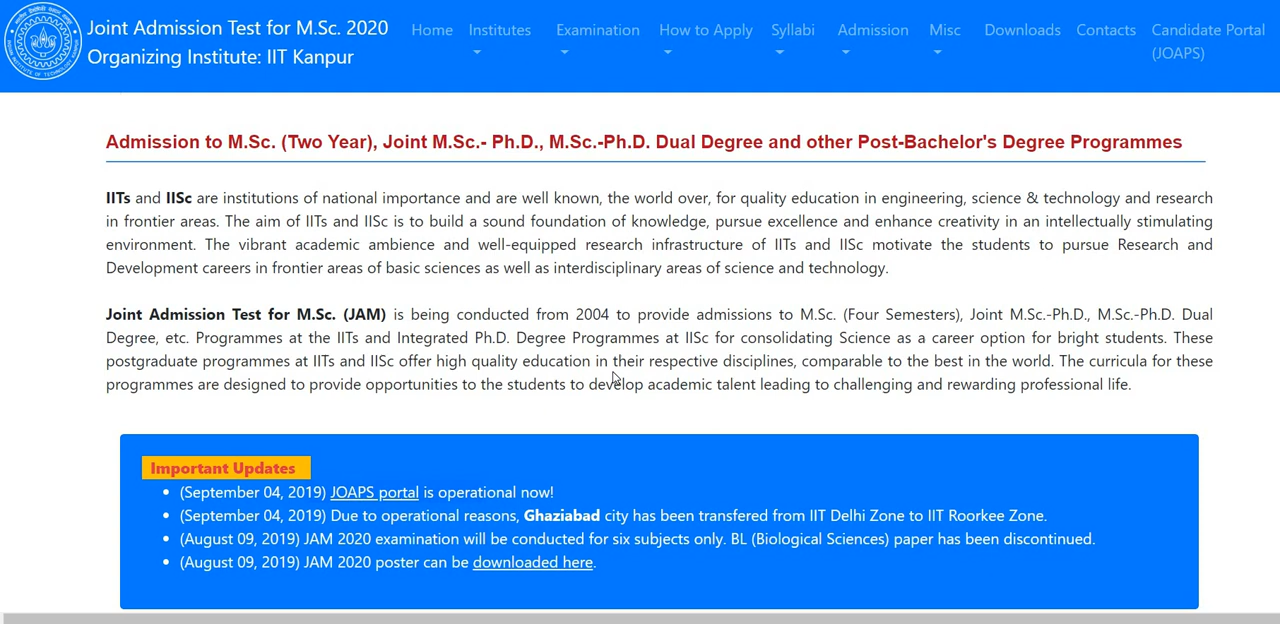 Joint Admission Test for M.Sc. 2020
Organizing Institute: IIT Kanpur
Home Institutes Examination How to Apply Syllabi Admission Misc Downloads Contacts Candidate Portal
(JOAPS)
Admission to M.Sc. (Two Year), Joint M.Sc.- Ph.D., M.Sc.-Ph.D. Dual Degree and other Post-Bachelor's Degree Programmes
IITs and IISc are institutions of national importance and are well known, the world over, for quality education in engineering, science & technology and research
in frontier areas. The aim of IITs and IISc is to build a sound foundation of knowledge, pursue excellence and enhance creativity in an intellectually stimulating
environment. The vibrant academic ambience and well-equipped research infrastructure of IITs and IISc motivate the students to pursue Research and
Development careers in frontier areas of basic sciences as well as interdisciplinary areas of science and technology.
Joint Admission Test for M.Sc. (JAM) is being conducted from 2004 to provide admissions to M.Sc. (Four Semesters), Joint M.Sc.-Ph.D., M.Sc.-Ph.D. Dual
Degree, etc. Programmes at the IITs and Integrated Ph.D. Degree Programmes at IISc for consolidating Science as a career option for bright students. These
postgraduate programmes at IITs and IISc offer high quality education in their respective disciplines, comparable to the best in the world. The curricula for these
programmes are designed to provide opportunities to the students to develop academic talent leading to challenging and rewarding professional life.
Important Updates
• (September 04, 2019) JOAPS portal is operational now!
• (September 04, 2019) Due to operational reasons, Ghaziabad city has been transfered from IIT Delhi Zone to IIT Roorkee Zone.
• (August 09, 2019) JAM 2020 examination will be conducted for six subjects only. BL (Biological Sciences) paper has been discontinued.
• (August 09, 2019) JAM 2020 poster can be downloaded here.